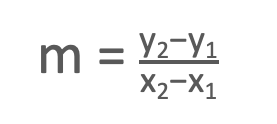 m = y₂-y₁
x₂-x₁